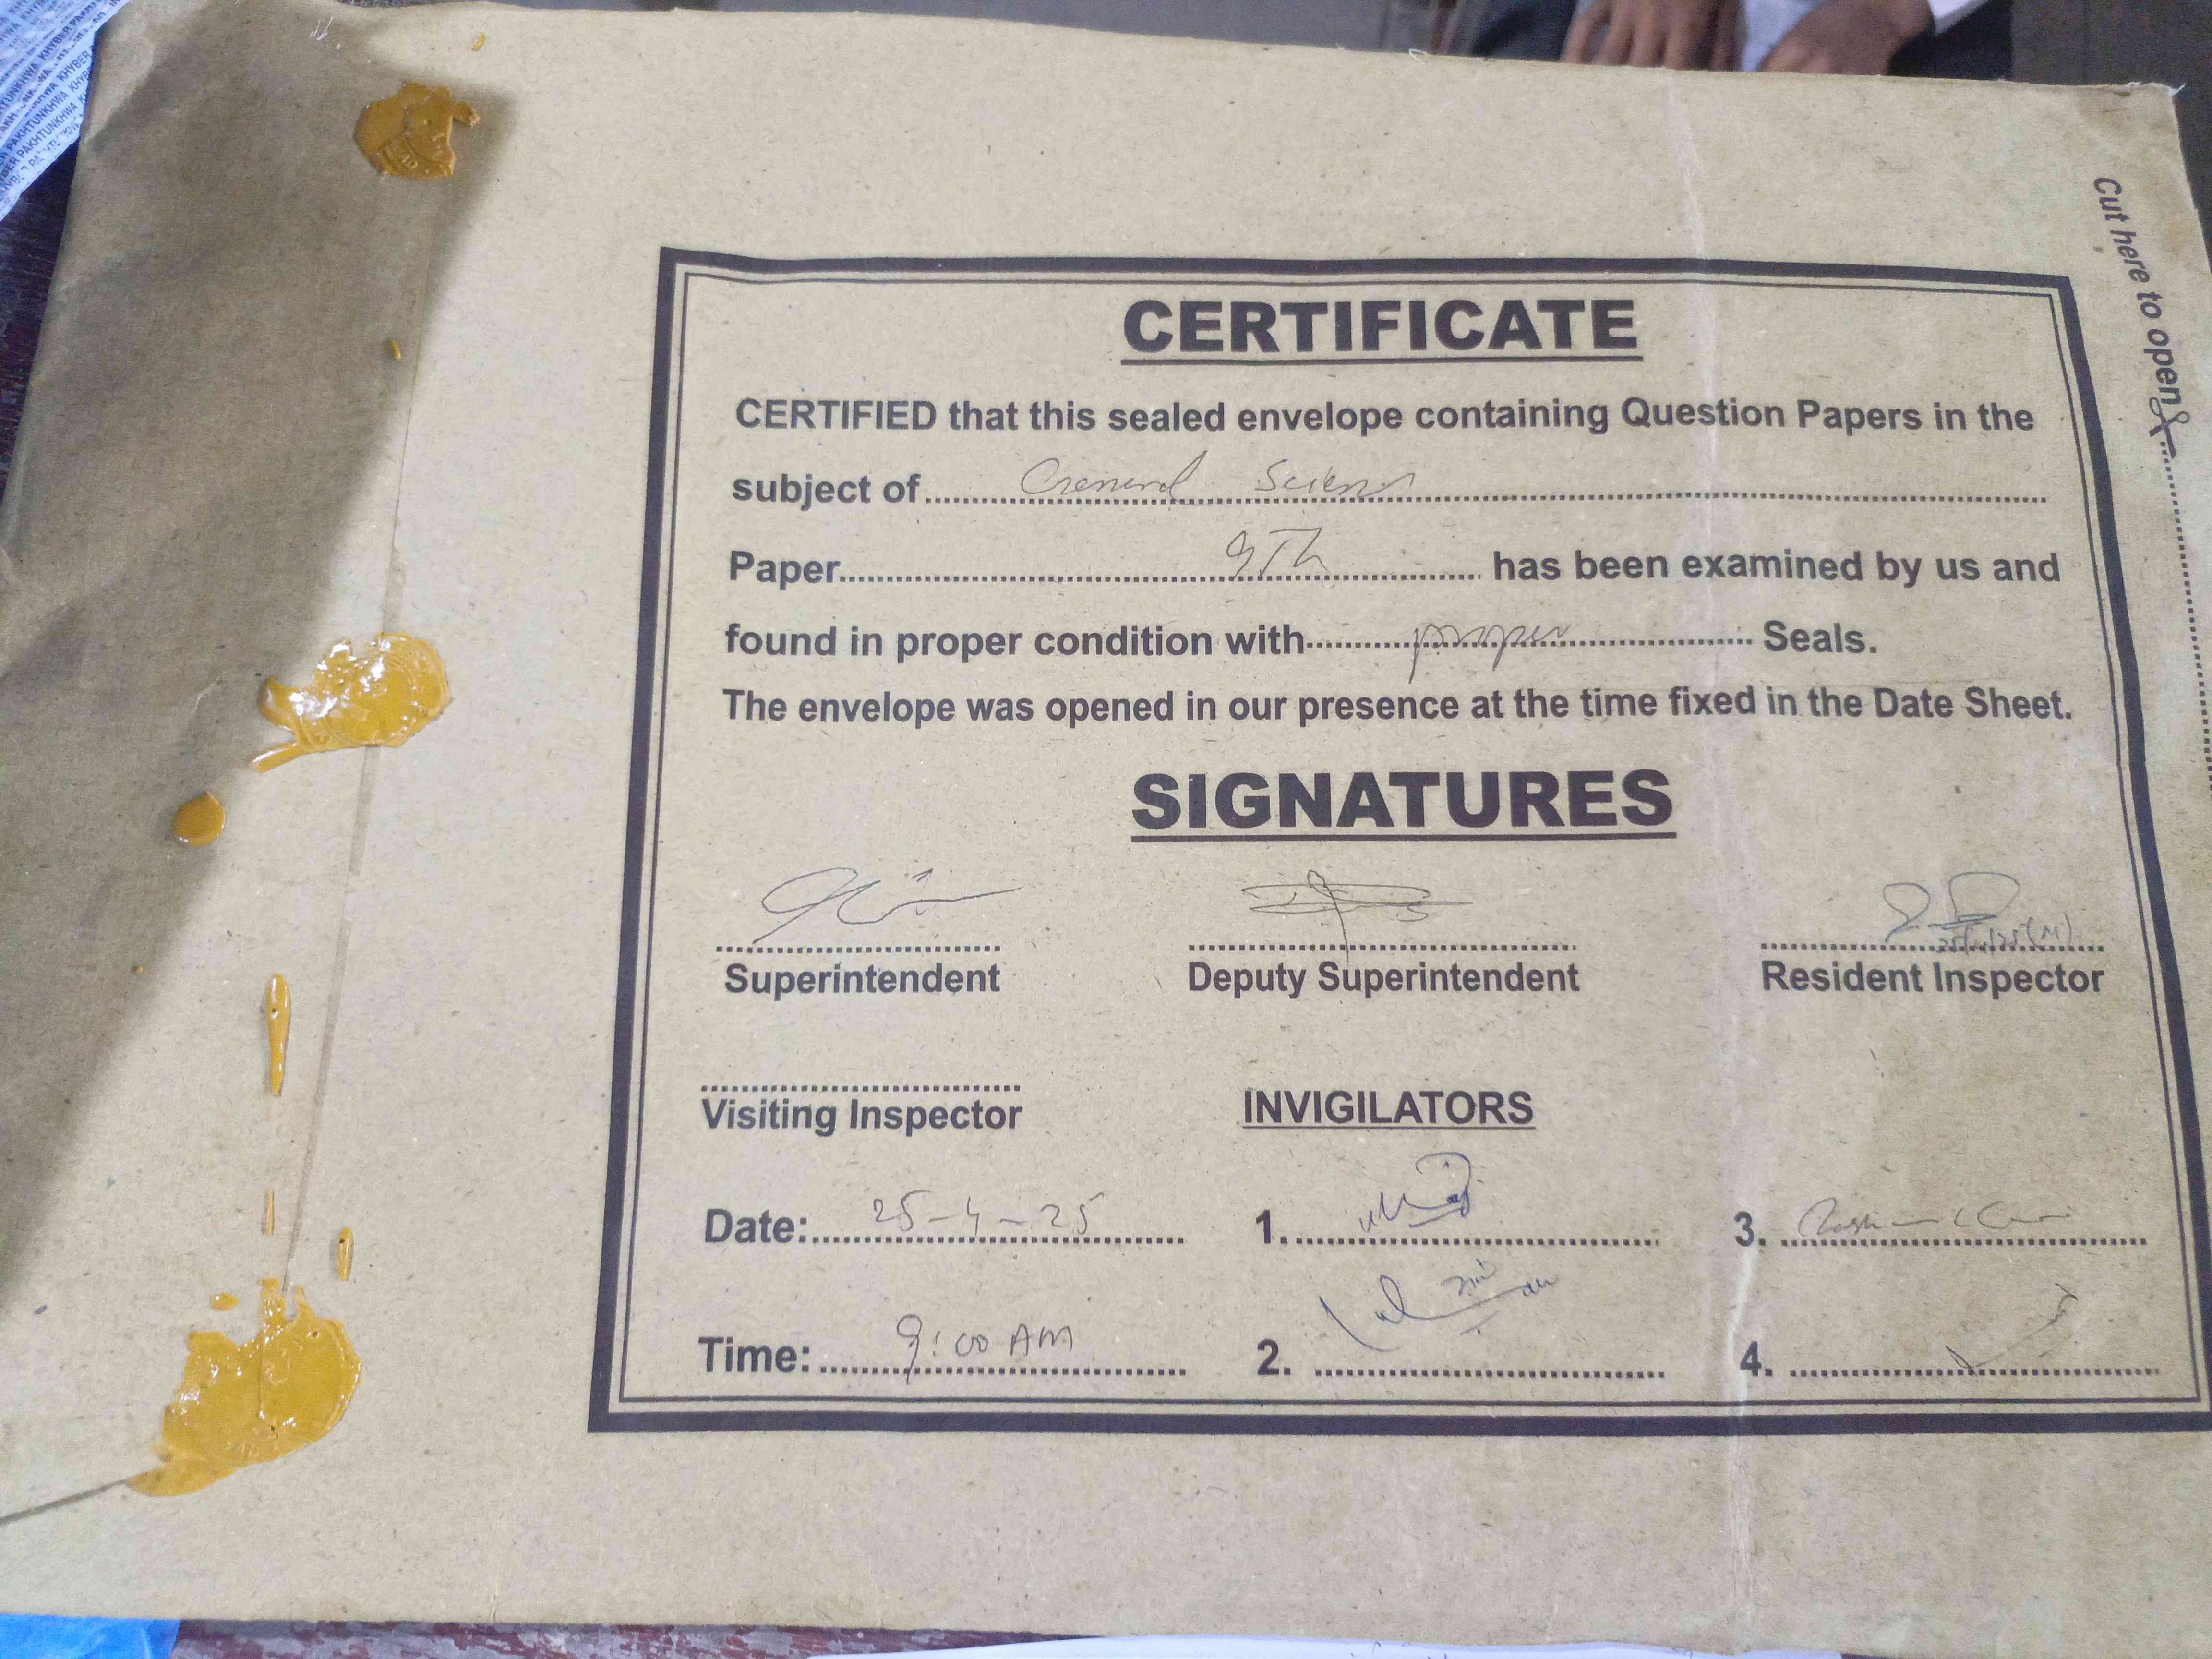 KHYBER PAKHTUNKHWA KHYBER
Cut here to open
CERTIFICATE
CERTIFIED that this sealed envelope containing Question Papers in the
subject of General Science
Paper 9Th has been examined by us and
found in proper condition with proper Seals.
The envelope was opened in our presence at the time fixed in the Date Sheet.
SIGNATURES
Superintendent Deputy Superintendent Resident Inspector
Visiting Inspector INVIGILATORS
Date: 25-4-25 1. 3.
Time: 9:00 AM 2. 4.